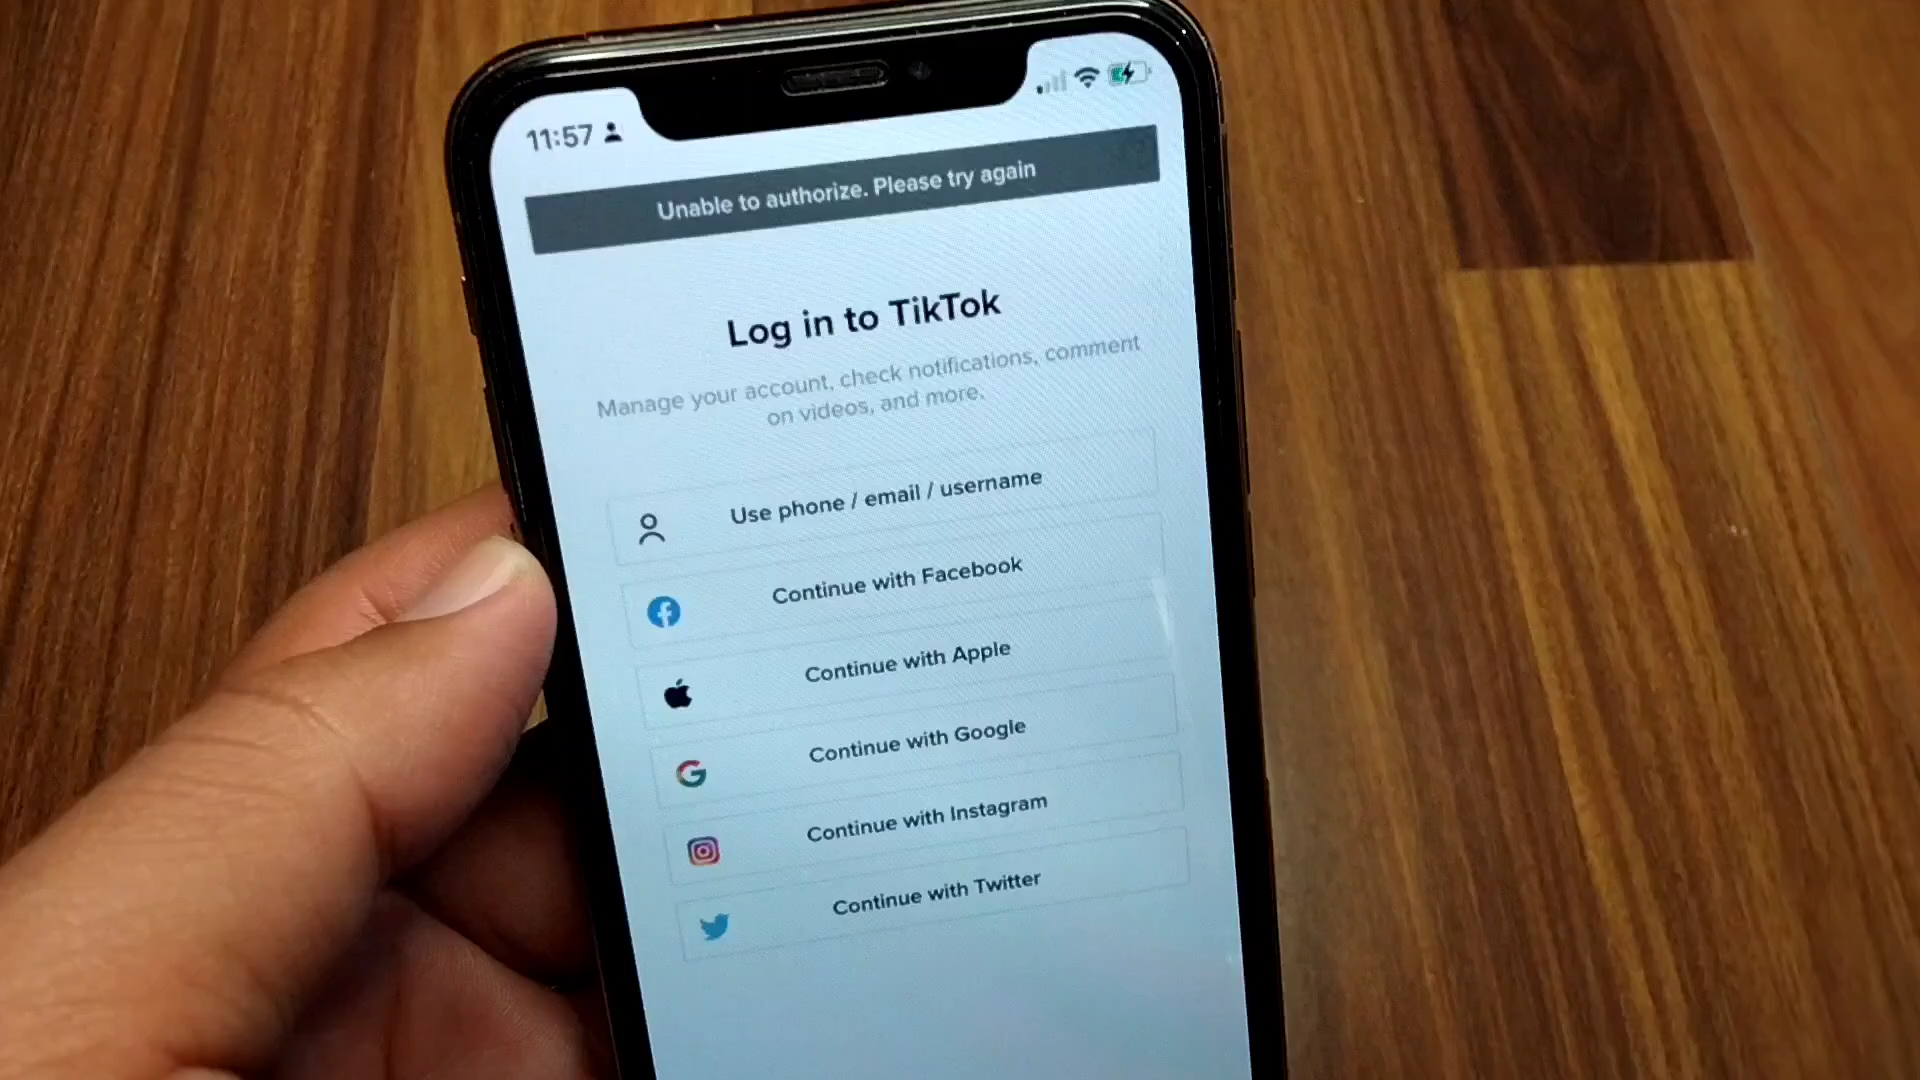 11:57
Unable to authorize. Please try again
Log in to TikTok
Manage your account, check notifications, comment
on videos, and more.
Use phone / email / username
Continue with Facebook
Continue with Apple
Continue with Google
Continue with Instagram
Continue with Twitter